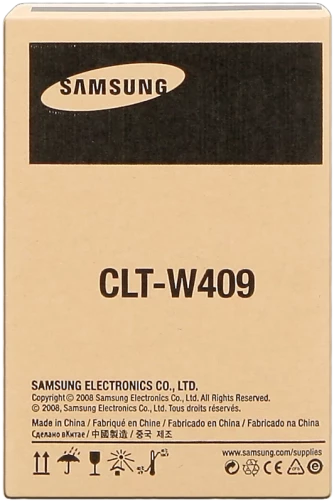 SAMSUNG
CLT-W409
SAMSUNG ELECTRONICS CO., LTD.
Copyright © 2008 Samsung Electronics Co., Ltd. All Rights Reserved.
© 2008, Samsung Electronics Co., Ltd. Tous droits réservés.
Made in China / Fabriqué en Chine / Fabricado en China / Fabricado na China
Сделано вКитае / 中國製造 / 중국 제조
www.samsung.com/supplies